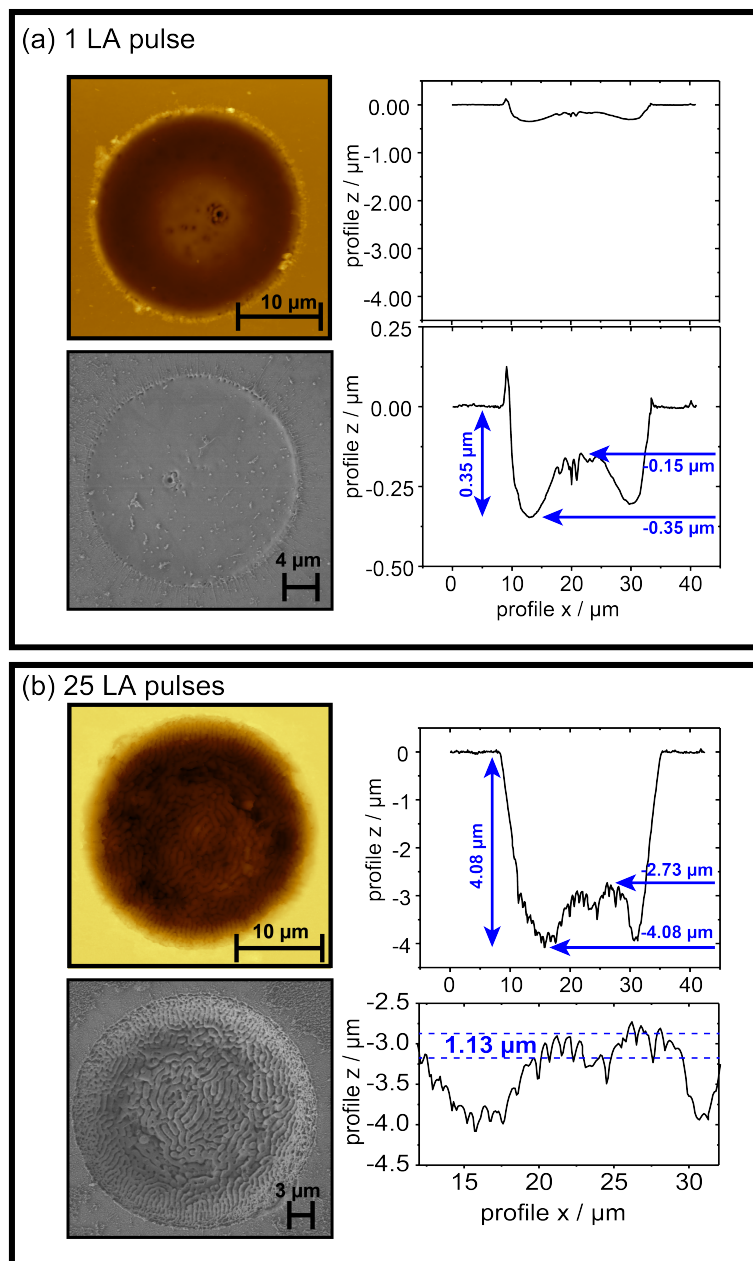 (a) 1 LA pulse
10 µm
4 µm
profile z / µm
0.00
-1.00
-2.00
-3.00
-4.00
profile z / µm
0.25
0.00
-0.25
-0.50
0.35 µm
-0.15 µm
-0.35 µm
0 10 20 30 40
profile x / µm
(b) 25 LA pulses
10 µm
3 µm
profile z / µm
0
-1
-2
-3
-4
4.08 µm
-2.73 µm
-4.08 µm
0 10 20 30 40
profile z / µm
-2.5
-3.0
-3.5
-4.0
-4.5
1.13 µm
15 20 25 30
profile x / µm